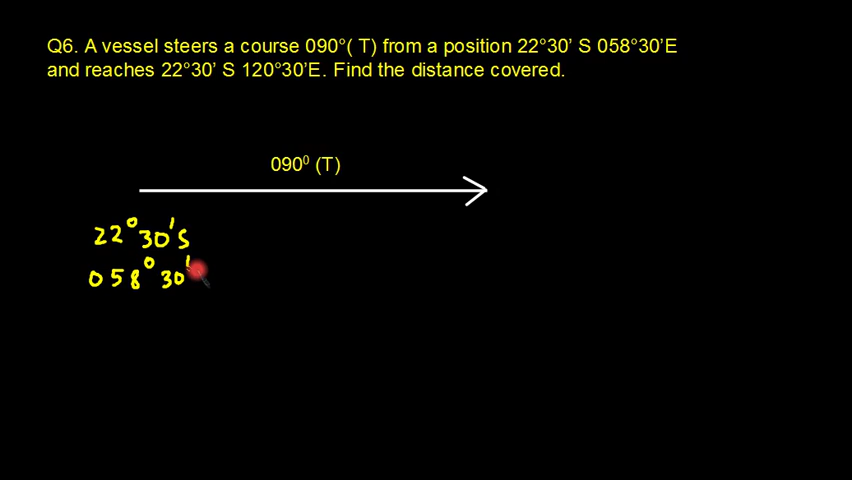 Q6. A vessel steers a course 090°( T) from a position 22°30’ S 058°30’E
and reaches 22°30’ S 120°30’E. Find the distance covered.
090⁰ (T)
22°30'S
058°30'